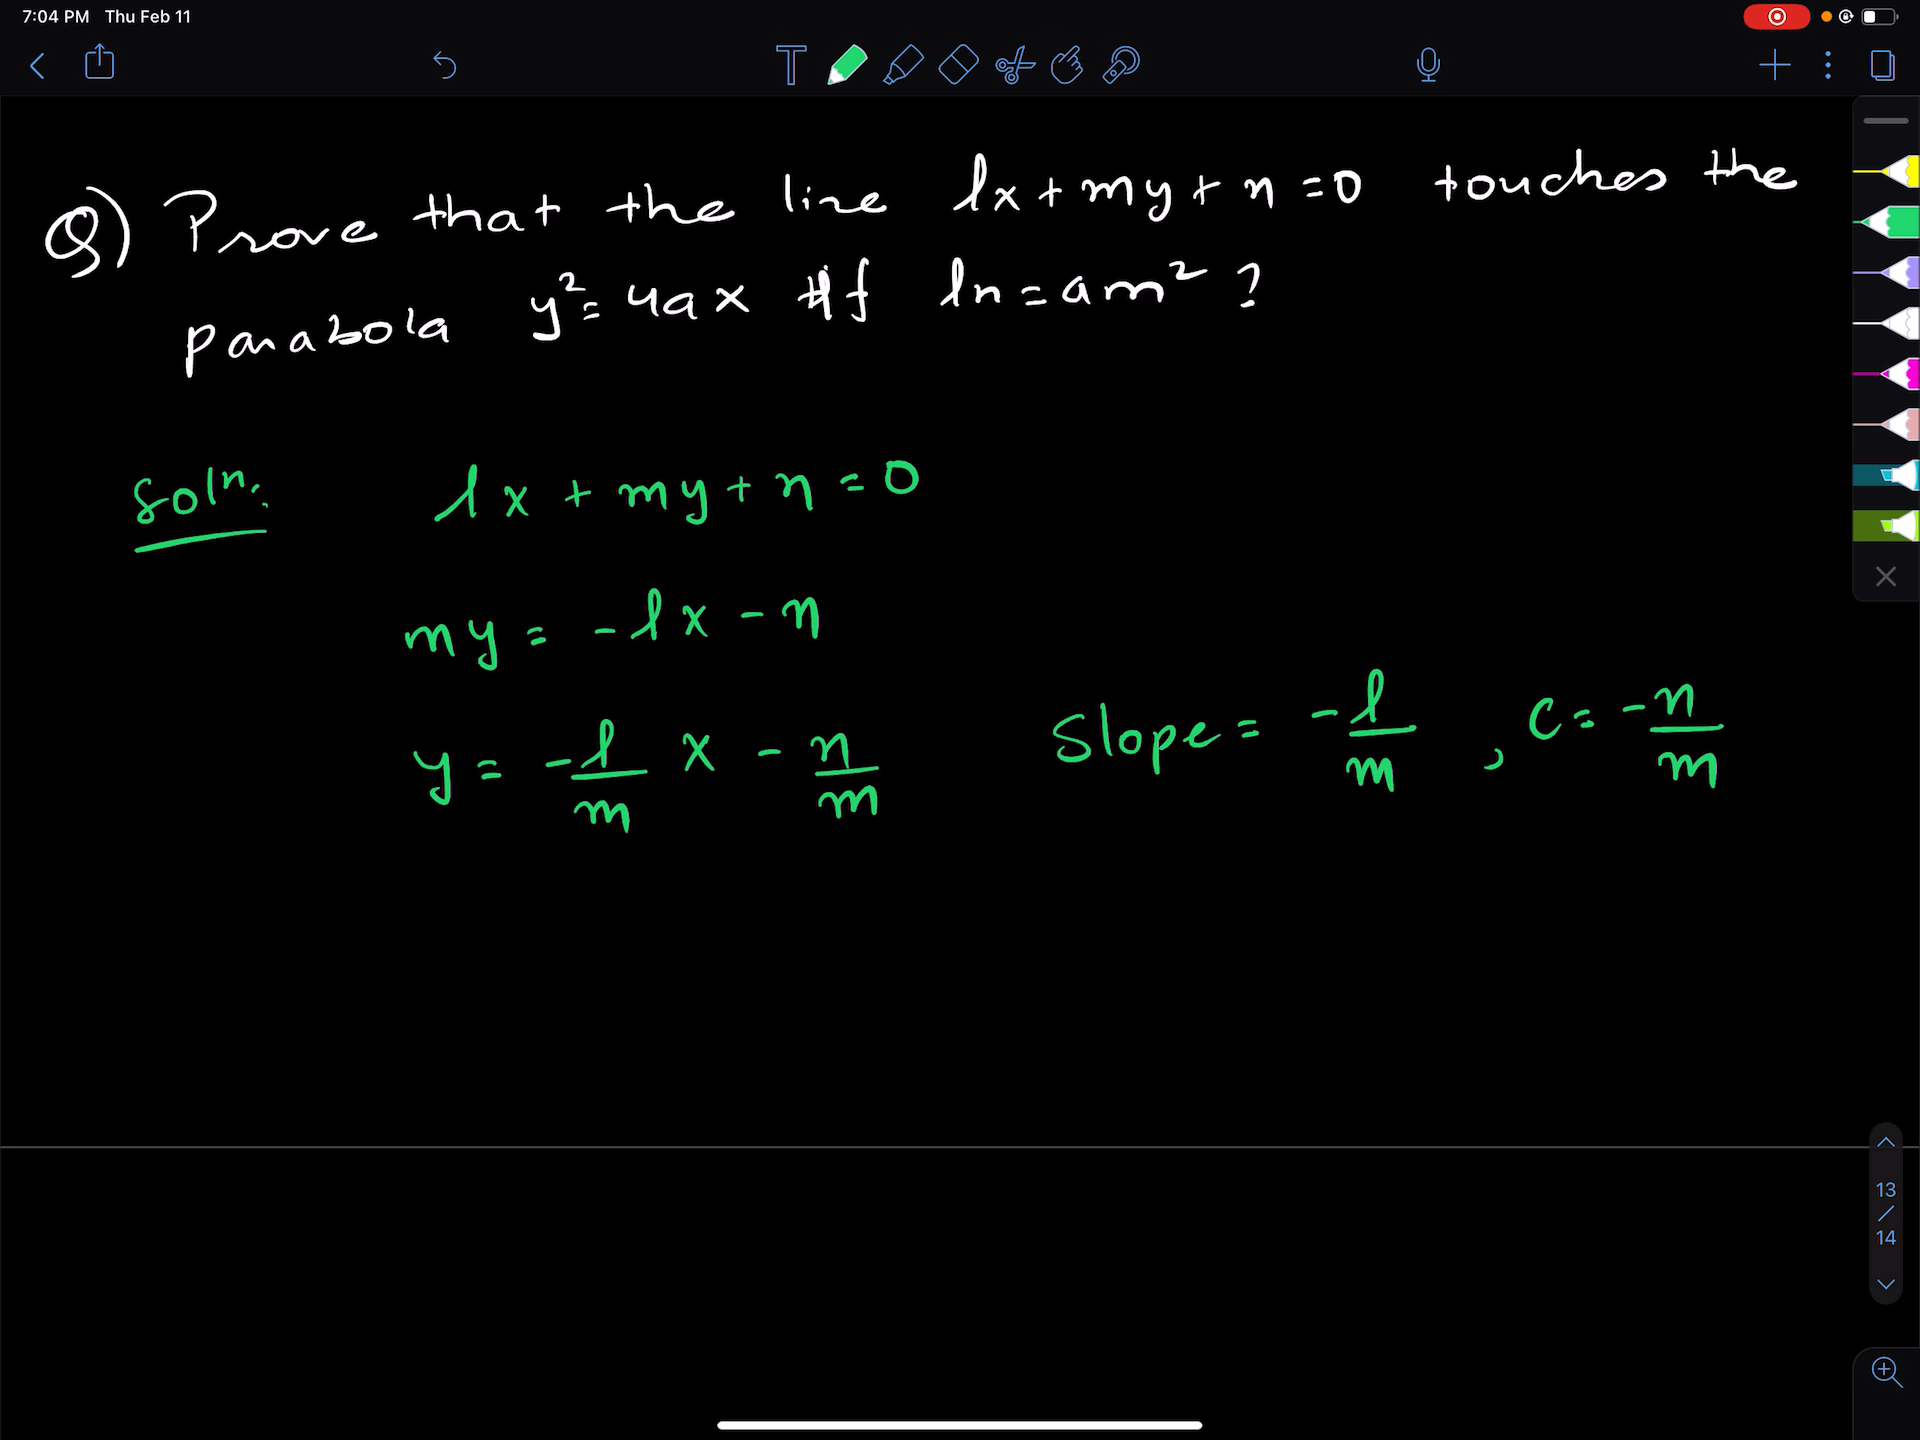 7:04 PM Thu Feb 11
T
Q) Prove that the line lx + my + n = 0 touches the
parabola y² = 4ax if ln = am² ?
Solⁿ: lx + my + n = 0
my = -lx - n
y = -l/m x - n/m Slope = -l/m , C = -n/m
13
/
14